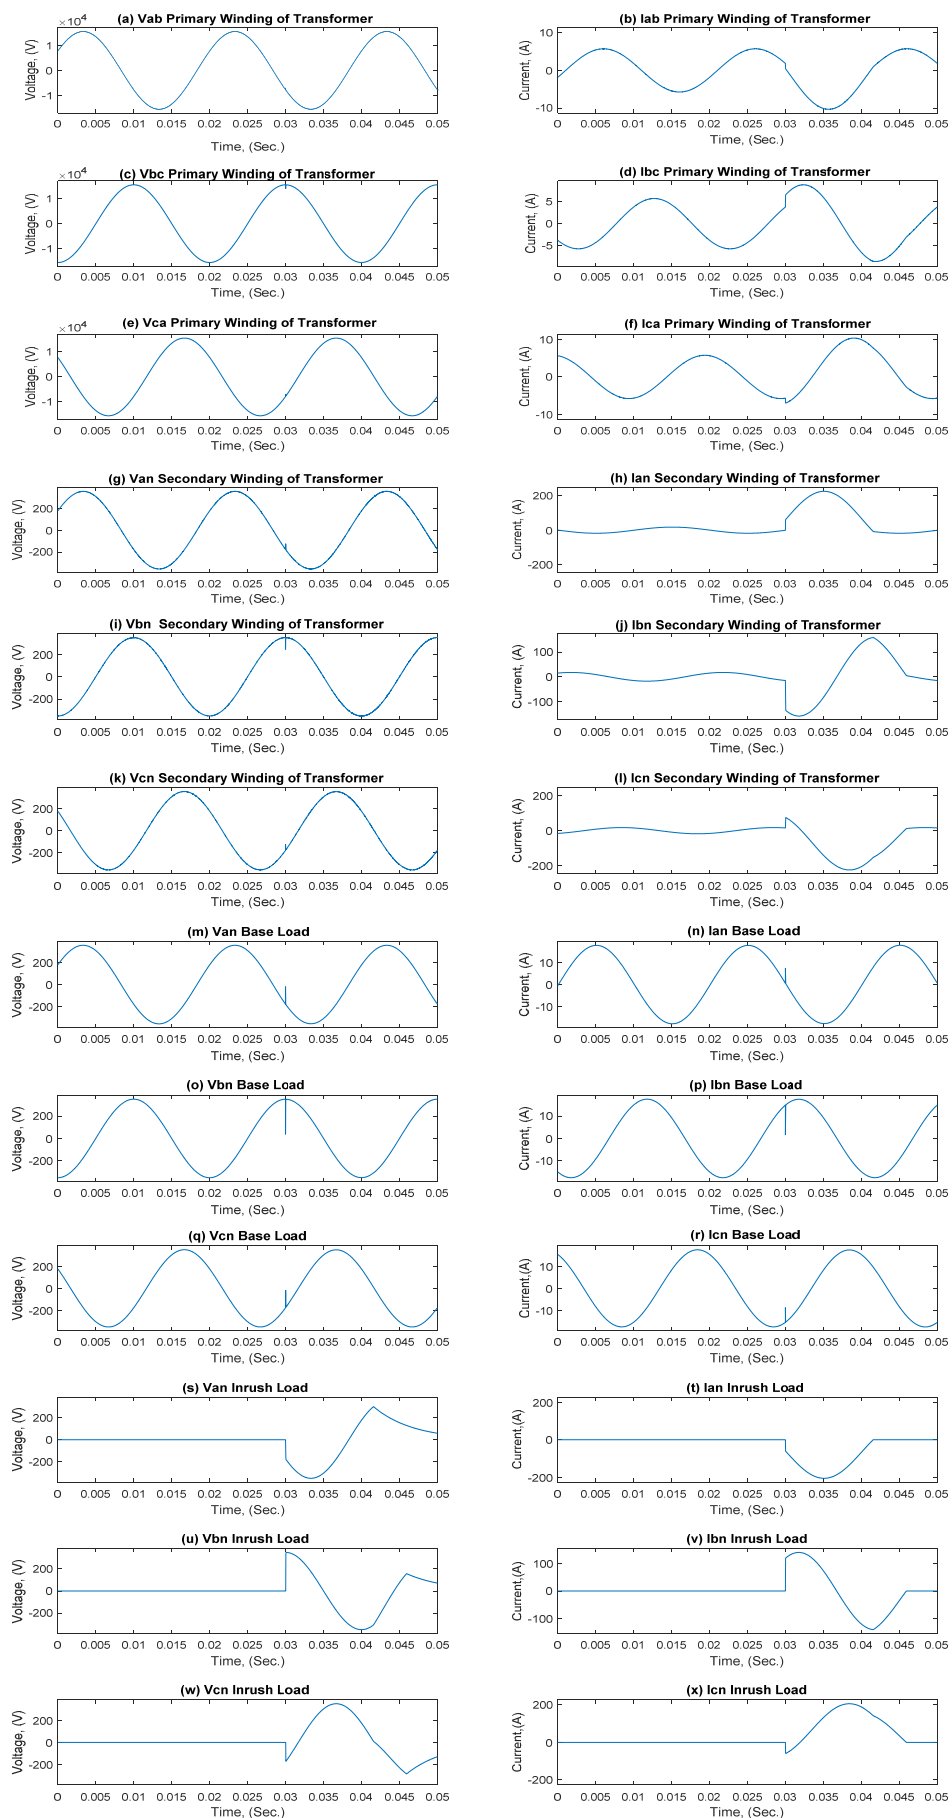 (a) Vab Primary Winding of Transformer
×10^4
Voltage, (V)
1
0
-1
0 0.005 0.01 0.015 0.02 0.025 0.03 0.035 0.04 0.045 0.05
Time, (Sec.)
(b) Iab Primary Winding of Transformer
Current, (A)
10
0
-10
0 0.005 0.01 0.015 0.02 0.025 0.03 0.035 0.04 0.045 0.05
Time, (Sec.)
(c) Vbc Primary Winding of Transformer
×10^4
Voltage, (V)
1
0
-1
0 0.005 0.01 0.015 0.02 0.025 0.03 0.035 0.04 0.045 0.05
Time, (Sec.)
(d) Ibc Primary Winding of Transformer
Current, (A)
5
0
-5
0 0.005 0.01 0.015 0.02 0.025 0.03 0.035 0.04 0.045 0.05
Time, (Sec.)
(e) Vca Primary Winding of Transformer
×10^4
Voltage, (V)
1
0
-1
0 0.005 0.01 0.015 0.02 0.025 0.03 0.035 0.04 0.045 0.05
Time, (Sec.)
(f) Ica Primary Winding of Transformer
Current, (A)
10
0
-10
0 0.005 0.01 0.015 0.02 0.025 0.03 0.035 0.04 0.045 0.05
Time, (Sec.)
(g) Van Secondary Winding of Transformer
Voltage, (V)
200
0
-200
0 0.005 0.01 0.015 0.02 0.025 0.03 0.035 0.04 0.045 0.05
Time, (Sec.)
(h) Ian Secondary Winding of Transformer
Current, (A)
200
0
-200
0 0.005 0.01 0.015 0.02 0.025 0.03 0.035 0.04 0.045 0.05
Time, (Sec.)
(i) Vbn Secondary Winding of Transformer
Voltage, (V)
200
0
-200
0 0.005 0.01 0.015 0.02 0.025 0.03 0.035 0.04 0.045 0.05
Time, (Sec.)
(j) Ibn Secondary Winding of Transformer
Current, (A)
100
0
-100
0 0.005 0.01 0.015 0.02 0.025 0.03 0.035 0.04 0.045 0.05
Time, (Sec.)
(k) Vcn Secondary Winding of Transformer
Voltage, (V)
200
0
-200
0 0.005 0.01 0.015 0.02 0.025 0.03 0.035 0.04 0.045 0.05
Time, (Sec.)
(l) Icn Secondary Winding of Transformer
Current, (A)
200
0
-200
0 0.005 0.01 0.015 0.02 0.025 0.03 0.035 0.04 0.045 0.05
Time, (Sec.)
(m) Van Base Load
Voltage, (V)
200
0
-200
0 0.005 0.01 0.015 0.02 0.025 0.03 0.035 0.04 0.045 0.05
Time, (Sec.)
(n) Ian Base Load
Current, (A)
10
0
-10
0 0.005 0.01 0.015 0.02 0.025 0.03 0.035 0.04 0.045 0.05
Time, (Sec.)
(o) Vbn Base Load
Voltage, (V)
200
0
-200
0 0.005 0.01 0.015 0.02 0.025 0.03 0.035 0.04 0.045 0.05
Time, (Sec.)
(p) Ibn Base Load
Current, (A)
10
0
-10
0 0.005 0.01 0.015 0.02 0.025 0.03 0.035 0.04 0.045 0.05
Time, (Sec.)
(q) Vcn Base Load
Voltage, (V)
200
0
-200
0 0.005 0.01 0.015 0.02 0.025 0.03 0.035 0.04 0.045 0.05
Time, (Sec.)
(r) Icn Base Load
Current,(A)
10
0
-10
0 0.005 0.01 0.015 0.02 0.025 0.03 0.035 0.04 0.045 0.05
Time, (Sec.)
(s) Van Inrush Load
Voltage, (V)
200
0
-200
0 0.005 0.01 0.015 0.02 0.025 0.03 0.035 0.04 0.045 0.05
Time, (Sec.)
(t) Ian Inrush Load
Current,(A)
200
0
-200
0 0.005 0.01 0.015 0.02 0.025 0.03 0.035 0.04 0.045 0.05
Time, (Sec.)
(u) Vbn Inrush Load
Voltage, (V)
200
0
-200
0 0.005 0.01 0.015 0.02 0.025 0.03 0.035 0.04 0.045 0.05
Time, (Sec.)
(v) Ibn Inrush Load
Current,(A)
100
0
-100
0 0.005 0.01 0.015 0.02 0.025 0.03 0.035 0.04 0.045 0.05
Time, (Sec.)
(w) Vcn Inrush Load
Voltage, (V)
200
0
-200
0 0.005 0.01 0.015 0.02 0.025 0.03 0.035 0.04 0.045 0.05
Time, (Sec.)
(x) Icn Inrush Load
Current,(A)
200
0
-200
0 0.005 0.01 0.015 0.02 0.025 0.03 0.035 0.04 0.045 0.05
Time, (Sec.)